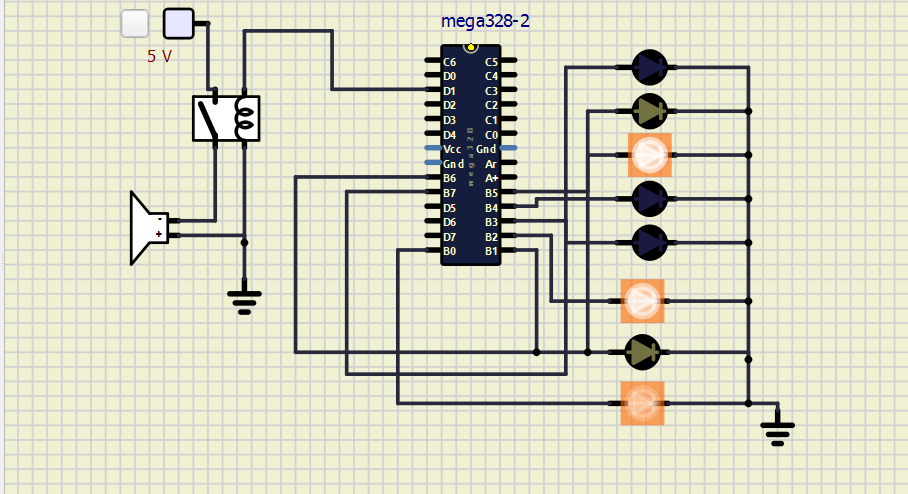 mega328-2
5 V
C6 C5
D0 C4
D1 C3
D2 C2
D3 C1
D4 C0
Vcc Gnd
Gnd Ar
B6 A+
B7 B5
D5 B4
D6 B3
D7 B2
B0 B1
-
+